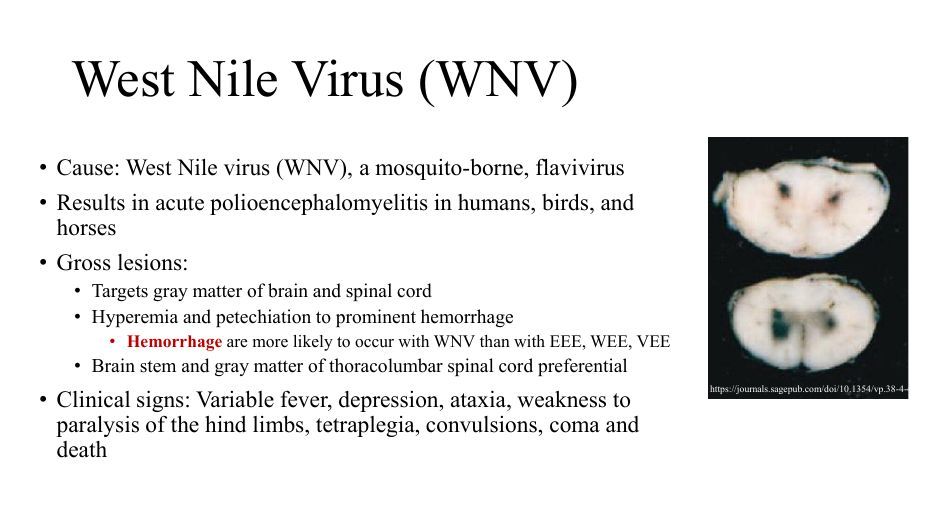 West Nile Virus (WNV)
• Cause: West Nile virus (WNV), a mosquito-borne, flavivirus
• Results in acute polioencephalomyelitis in humans, birds, and
horses
• Gross lesions:
• Targets gray matter of brain and spinal cord
• Hyperemia and petechiation to prominent hemorrhage
• Hemorrhage are more likely to occur with WNV than with EEE, WEE, VEE
• Brain stem and gray matter of thoracolumbar spinal cord preferential
• Clinical signs: Variable fever, depression, ataxia, weakness to
paralysis of the hind limbs, tetraplegia, convulsions, coma and
death
https://journals.sagepub.com/doi/10.1354/vp.38-4-